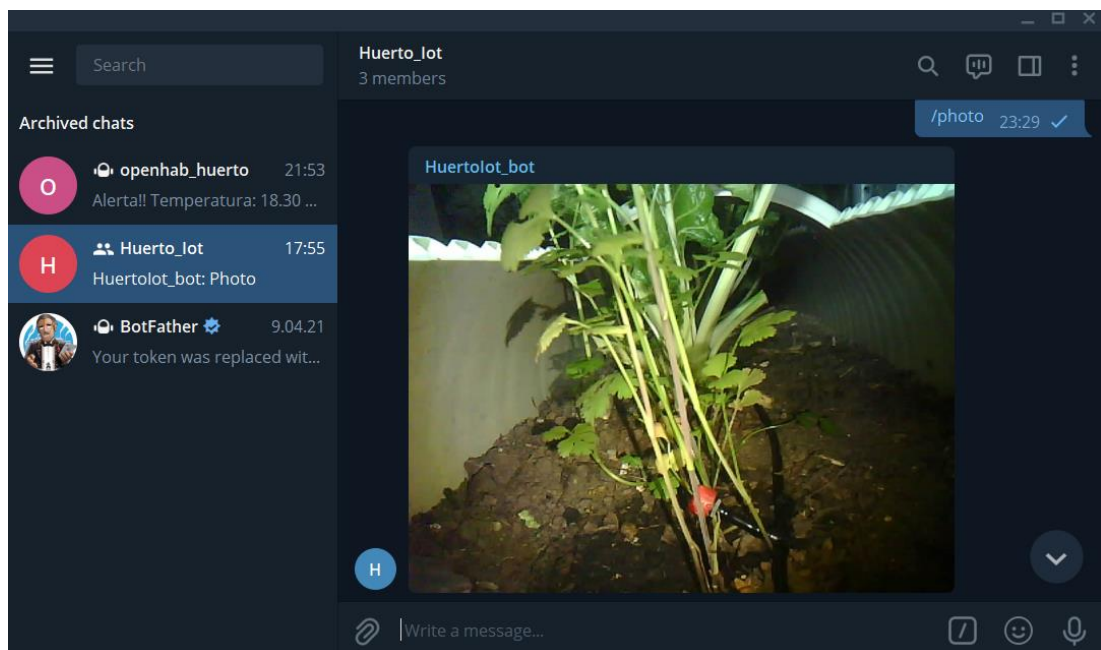 Search
Archived chats
O
openhab_huerto 21:53
Alerta!! Temperatura: 18.30 ...
H
Huerto_Iot 17:55
HuertoIot_bot: Photo
BotFather 9.04.21
Your token was replaced wit...
Huerto_Iot
3 members
/photo 23:29
HuertoIot_bot
H
Write a message...